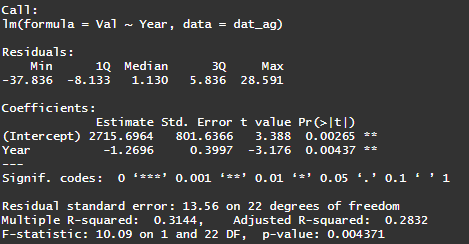 Call:
lm(formula = Val ~ Year, data = dat_ag)
Residuals:
Min 1Q Median 3Q Max
-37.836 -8.133 1.130 5.836 28.591
Coefficients:
Estimate Std. Error t value Pr(>|t|)
(Intercept) 2715.6964 801.6366 3.388 0.00265 **
Year -1.2696 0.3997 -3.176 0.00437 **
---
Signif. codes: 0 ‘***’ 0.001 ‘**’ 0.01 ‘*’ 0.05 ‘.’ 0.1 ‘ ’ 1
Residual standard error: 13.56 on 22 degrees of freedom
Multiple R-squared: 0.3144, Adjusted R-squared: 0.2832
F-statistic: 10.09 on 1 and 22 DF, p-value: 0.004371